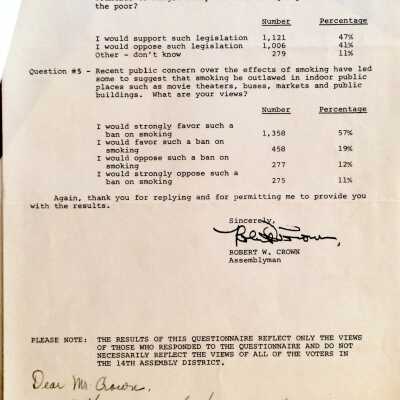 the poor?
Number Percentage
I would support such legislation 1,121 47%
I would oppose such legislation 1,006 41%
Other - don't know 279 11%
Question #5 - Recent public concern over the effects of smoking have led
some to suggest that smoking be outlawed in indoor public
places such as movie theaters, buses, markets and public
buildings. What are your views?
Number Percentage
I would strongly favor such a
ban on smoking 1,358 57%
I would favor such a ban on
smoking 458 19%
I would oppose such a ban on
smoking 277 12%
I would strongly oppose such a
ban on smoking 275 11%
Again, thank you for replying and for permitting me to provide you
with the results.
Sincerely,
ROBERT W. CROWN
Assemblyman
PLEASE NOTE: THE RESULTS OF THIS QUESTIONNAIRE REFLECT ONLY THE VIEWS
OF THOSE WHO RESPONDED TO THE QUESTIONNAIRE AND DO NOT
NECESSARILY REFLECT THE VIEWS OF ALL OF THE VOTERS IN
THE 14TH ASSEMBLY DISTRICT.
Dear Mr. Crown,